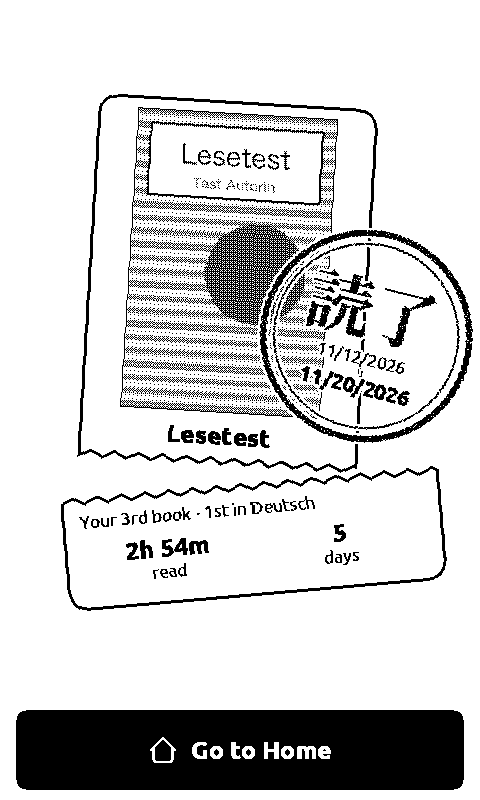 Lesetest
Test Autorin
読了
11/12/2026
11/20/2026
Lesetest
Your 3rd book · 1st in Deutsch
2h 54m
read
5
days
Go to Home